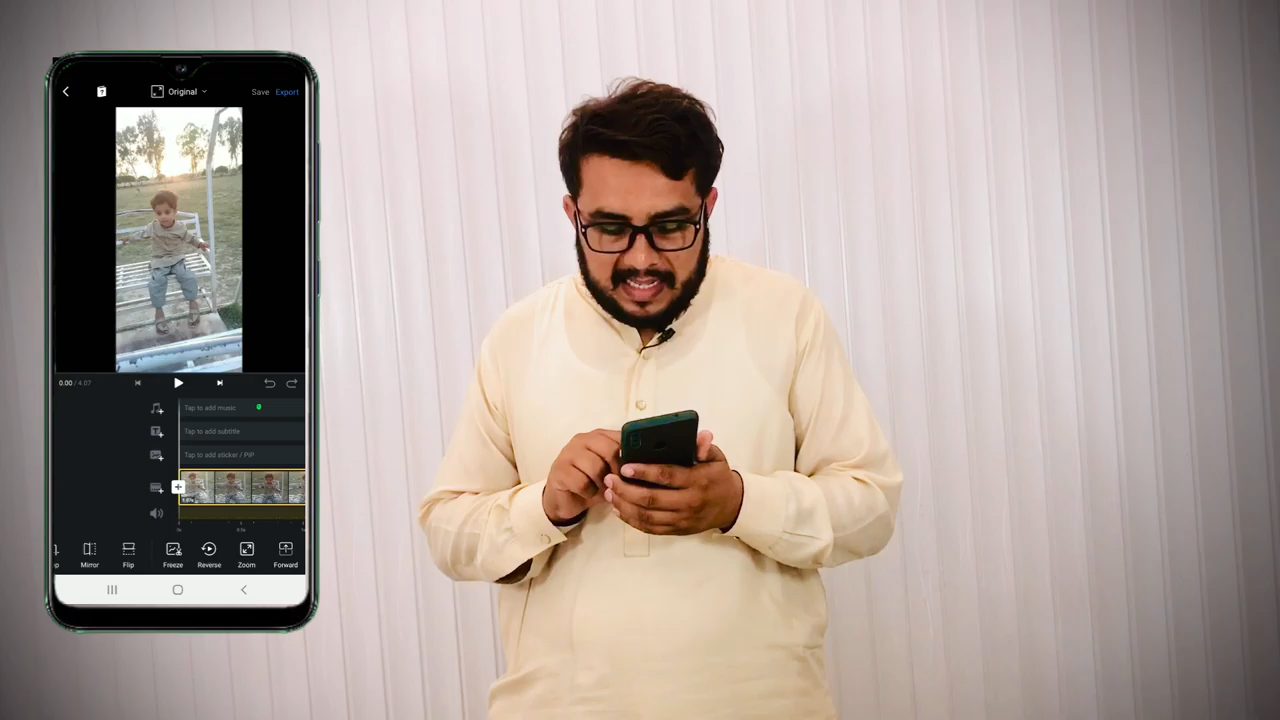 Original Save Export
0.00 / 4.07
Tap to add music
Tap to add subtitle
Tap to add sticker / PIP
Mirror Flip Freeze Reverse Zoom Forward